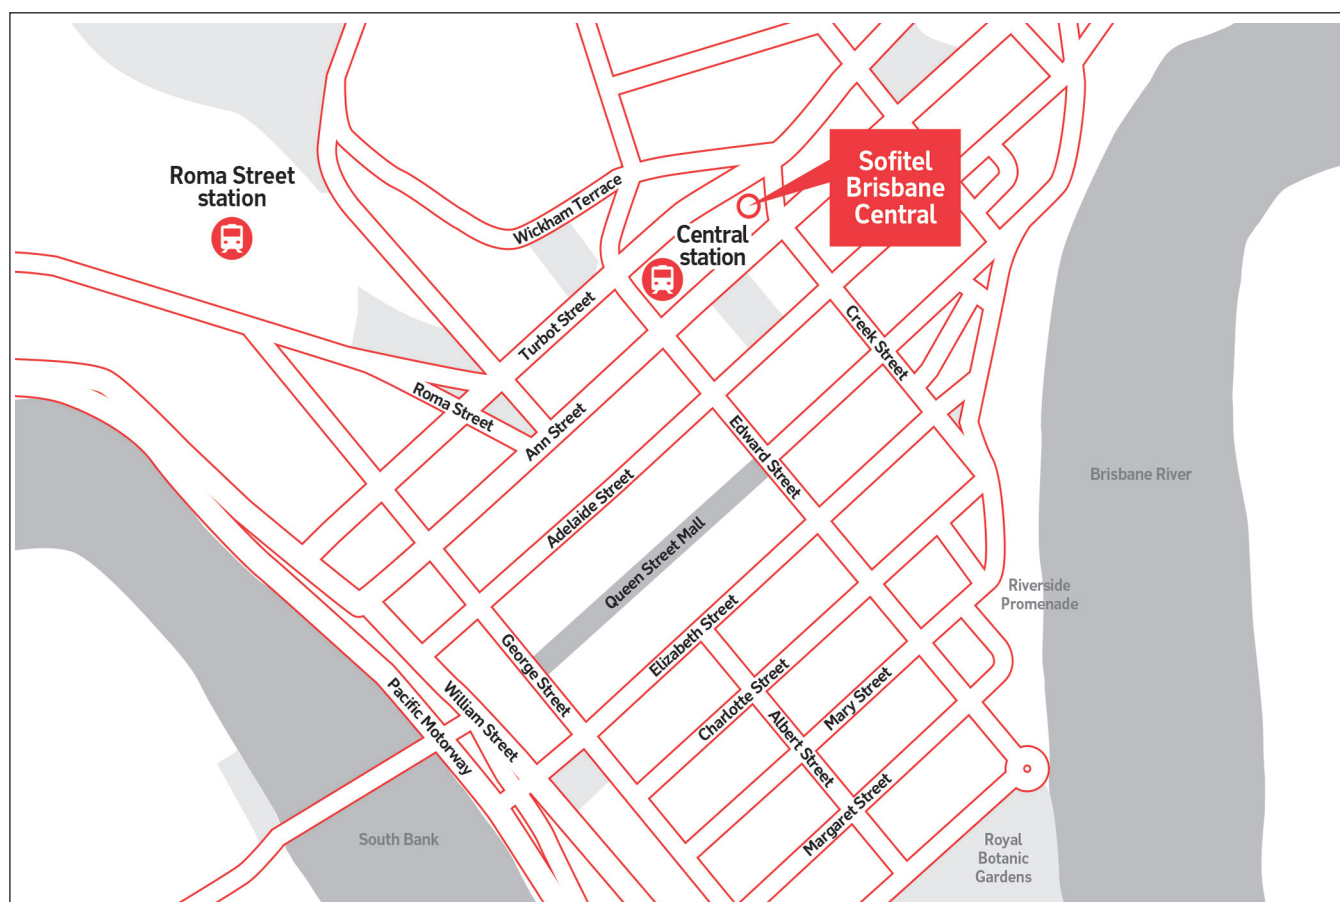 Roma Street
station
Wickham Terrace
Sofitel
Brisbane
Central
Central
station
Turbot Street
Creek Street
Roma Street
Ann Street
Edward Street
Adelaide Street
Brisbane River
Queen Street Mall
Riverside
Promenade
Elizabeth Street
George Street
Charlotte Street
Mary Street
William Street
Pacific Motorway
Albert Street
Margaret Street
South Bank
Royal
Botanic
Gardens